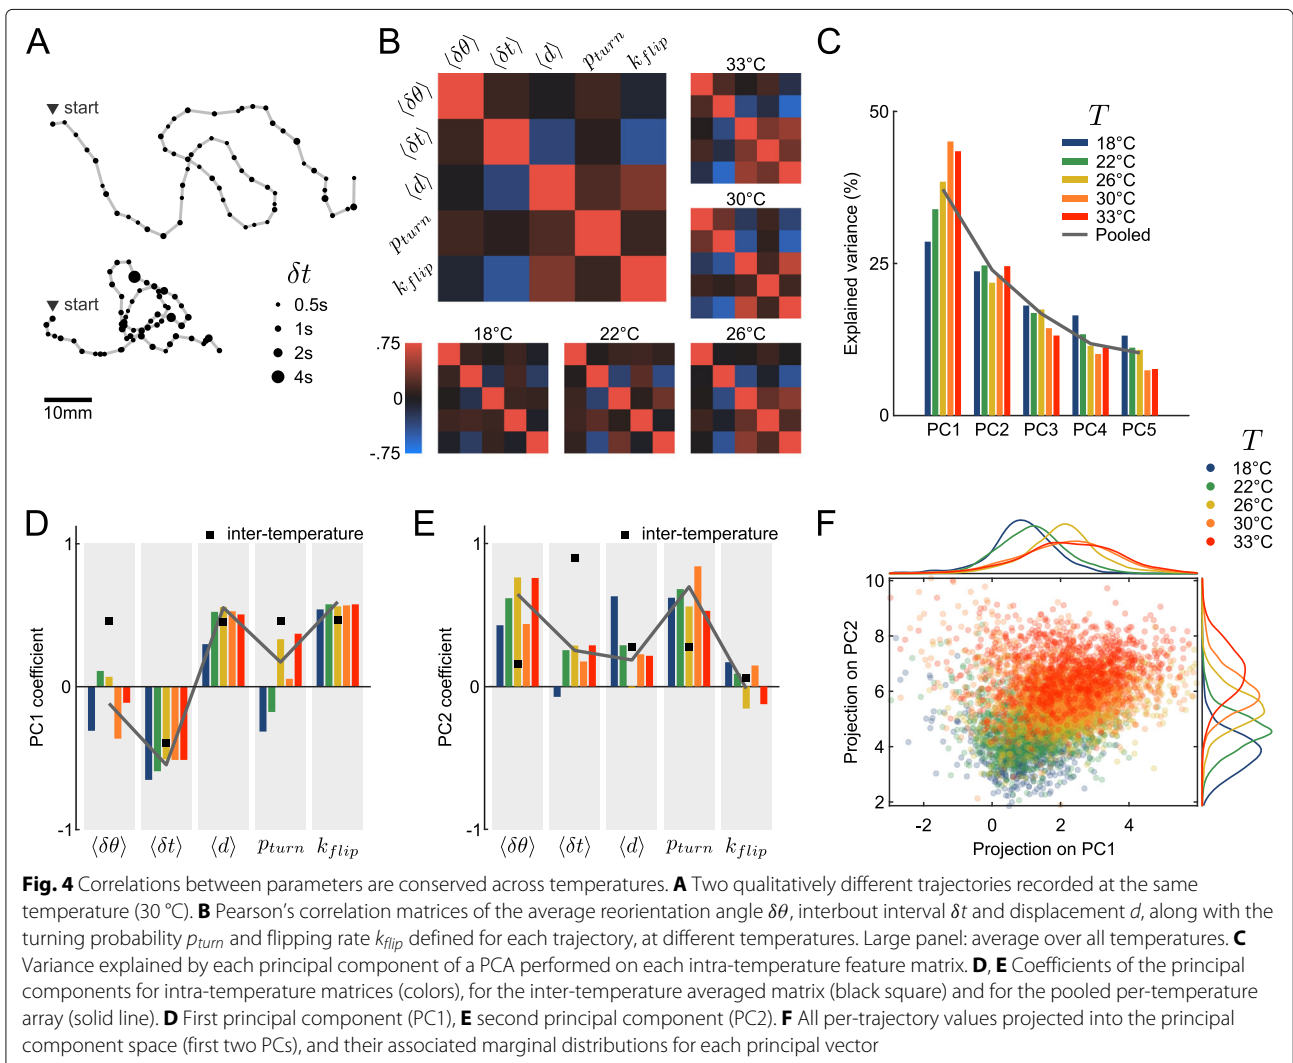 A
start
start
δt
0.5s
1s
2s
4s
10mm
B
⟨δθ⟩ ⟨δt⟩ ⟨d⟩ pturn kflip
⟨δθ⟩
⟨δt⟩
⟨d⟩
pturn
kflip
33°C
30°C
18°C 22°C 26°C
.75
0
-.75
C
50
25
0
Explained variance (%)
PC1 PC2 PC3 PC4 PC5
T
18°C
22°C
26°C
30°C
33°C
Pooled
D
inter-temperature
1
0
-1
PC1 coefficient
⟨δθ⟩ ⟨δt⟩ ⟨d⟩ pturn kflip
E
inter-temperature
1
0
-1
PC2 coefficient
⟨δθ⟩ ⟨δt⟩ ⟨d⟩ pturn kflip
F
T
18°C
22°C
26°C
30°C
33°C
10
8
6
4
2
Projection on PC2
-2 0 2 4
Projection on PC1
Fig. 4 Correlations between parameters are conserved across temperatures. A Two qualitatively different trajectories recorded at the same
temperature (30 °C). B Pearson's correlation matrices of the average reorientation angle δθ, interbout interval δt and displacement d, along with the
turning probability pturn and flipping rate kflip defined for each trajectory, at different temperatures. Large panel: average over all temperatures. C
Variance explained by each principal component of a PCA performed on each intra-temperature feature matrix. D, E Coefficients of the principal
components for intra-temperature matrices (colors), for the inter-temperature averaged matrix (black square) and for the pooled per-temperature
array (solid line). D First principal component (PC1), E second principal component (PC2). F All per-trajectory values projected into the principal
component space (first two PCs), and their associated marginal distributions for each principal vector